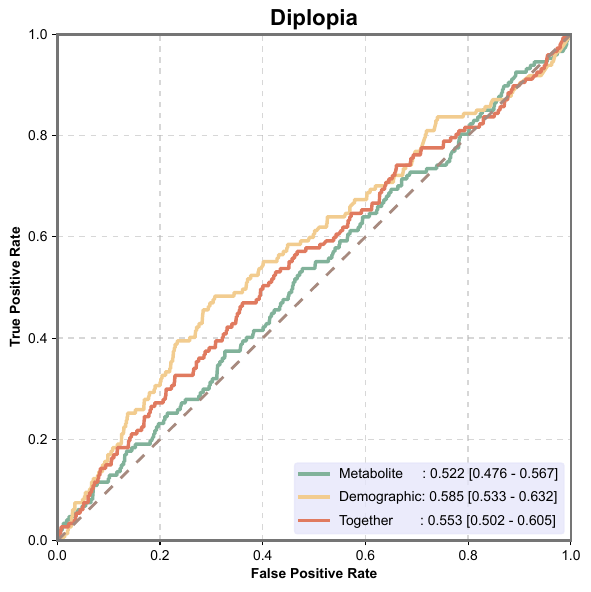 Diplopia
1.0
0.8
0.6
0.4
0.2
0.0
True Positive Rate
0.0 0.2 0.4 0.6 0.8 1.0
False Positive Rate
Metabolite : 0.522 [0.476 - 0.567]
Demographic: 0.585 [0.533 - 0.632]
Together : 0.553 [0.502 - 0.605]